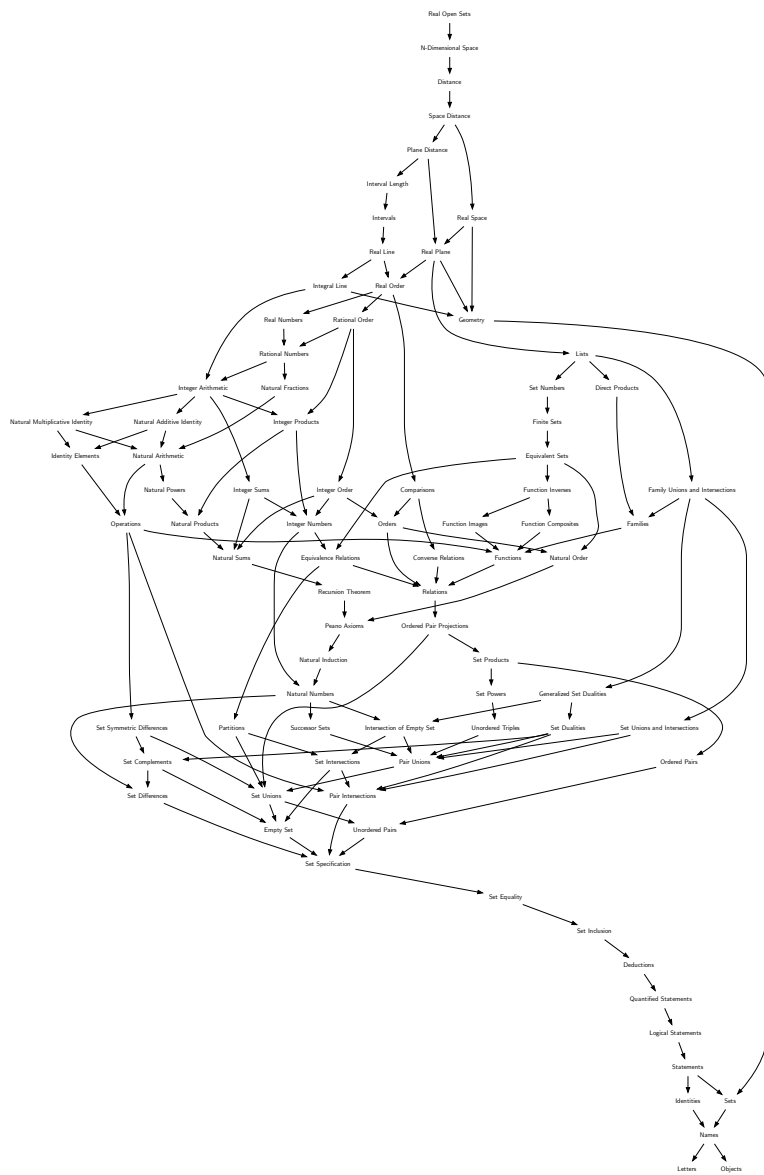 Real Open Sets
N-Dimensional Space
Distance
Space Distance
Plane Distance
Interval Length
Intervals
Real Space
Real Line
Real Plane
Integral Line
Real Order
Real Numbers
Rational Order
Geometry
Rational Numbers
Lists
Integer Arithmetic
Natural Fractions
Set Numbers
Direct Products
Natural Multiplicative Identity
Natural Additive Identity
Integer Products
Finite Sets
Identity Elements
Natural Arithmetic
Equivalent Sets
Natural Powers
Integer Sums
Integer Order
Comparisons
Function Inverses
Family Unions and Intersections
Operations
Natural Products
Integer Numbers
Orders
Function Images
Function Composites
Families
Natural Sums
Equivalence Relations
Converse Relations
Functions
Natural Order
Recursion Theorem
Relations
Peano Axioms
Ordered Pair Projections
Natural Induction
Set Products
Natural Numbers
Set Powers
Generalized Set Dualities
Set Symmetric Differences
Partitions
Successor Sets
Intersection of Empty Set
Unordered Triples
Set Dualities
Set Unions and Intersections
Set Complements
Set Intersections
Pair Unions
Ordered Pairs
Set Differences
Set Unions
Pair Intersections
Empty Set
Unordered Pairs
Set Specification
Set Equality
Set Inclusion
Deductions
Quantified Statements
Logical Statements
Statements
Identities
Sets
Names
Letters
Objects